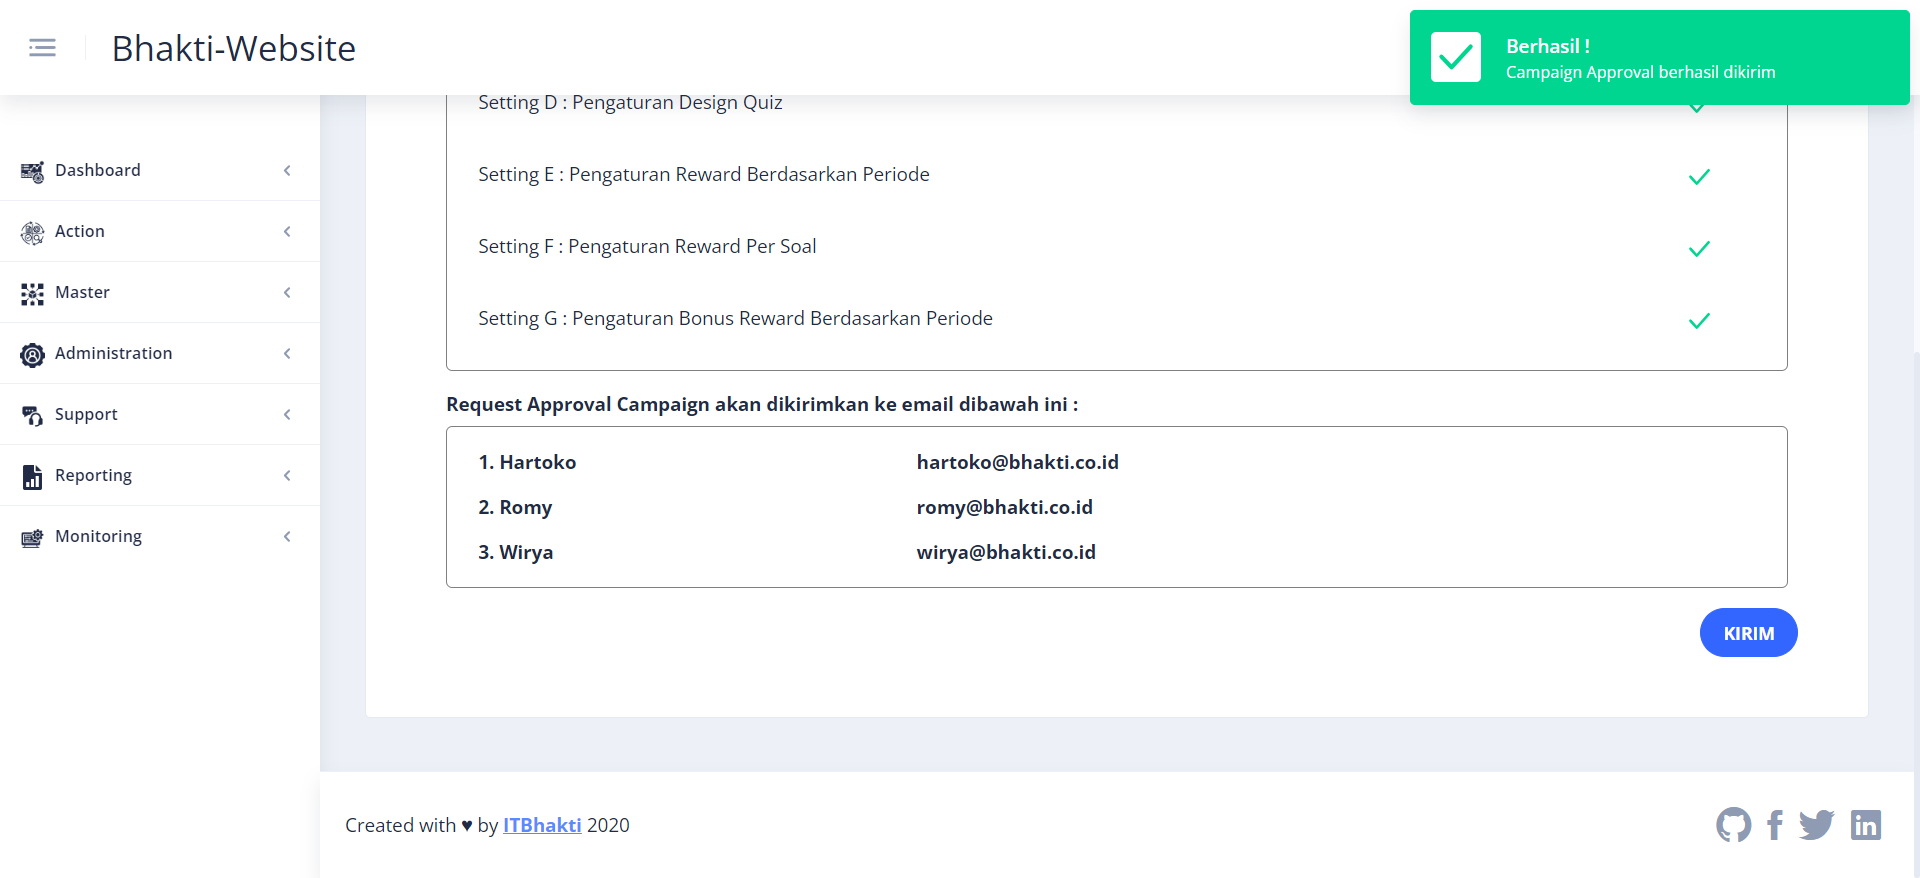 Bhakti-Website
Berhasil !
Campaign Approval berhasil dikirim
Dashboard
Action
Master
Administration
Support
Reporting
Monitoring
Setting D : Pengaturan Design Quiz
Setting E : Pengaturan Reward Berdasarkan Periode
Setting F : Pengaturan Reward Per Soal
Setting G : Pengaturan Bonus Reward Berdasarkan Periode
Request Approval Campaign akan dikirimkan ke email dibawah ini :
1. Hartoko hartoko@bhakti.co.id
2. Romy romy@bhakti.co.id
3. Wirya wirya@bhakti.co.id
KIRIM
Created with ♥ by ITBhakti 2020